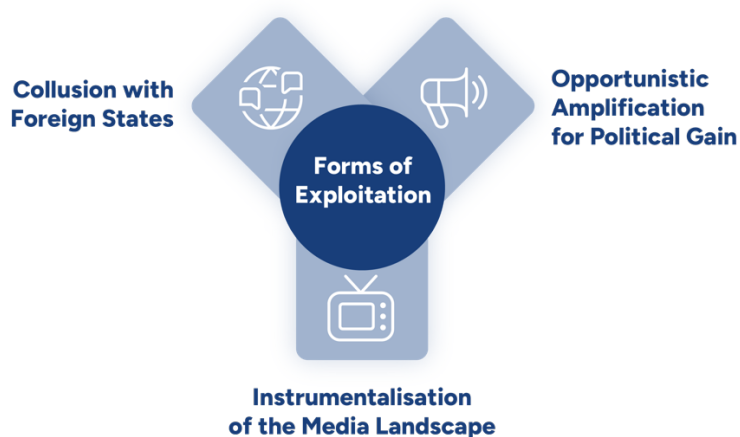 Collusion with
Foreign States
Opportunistic
Amplification
for Political Gain
Forms of
Exploitation
Instrumentalisation
of the Media Landscape